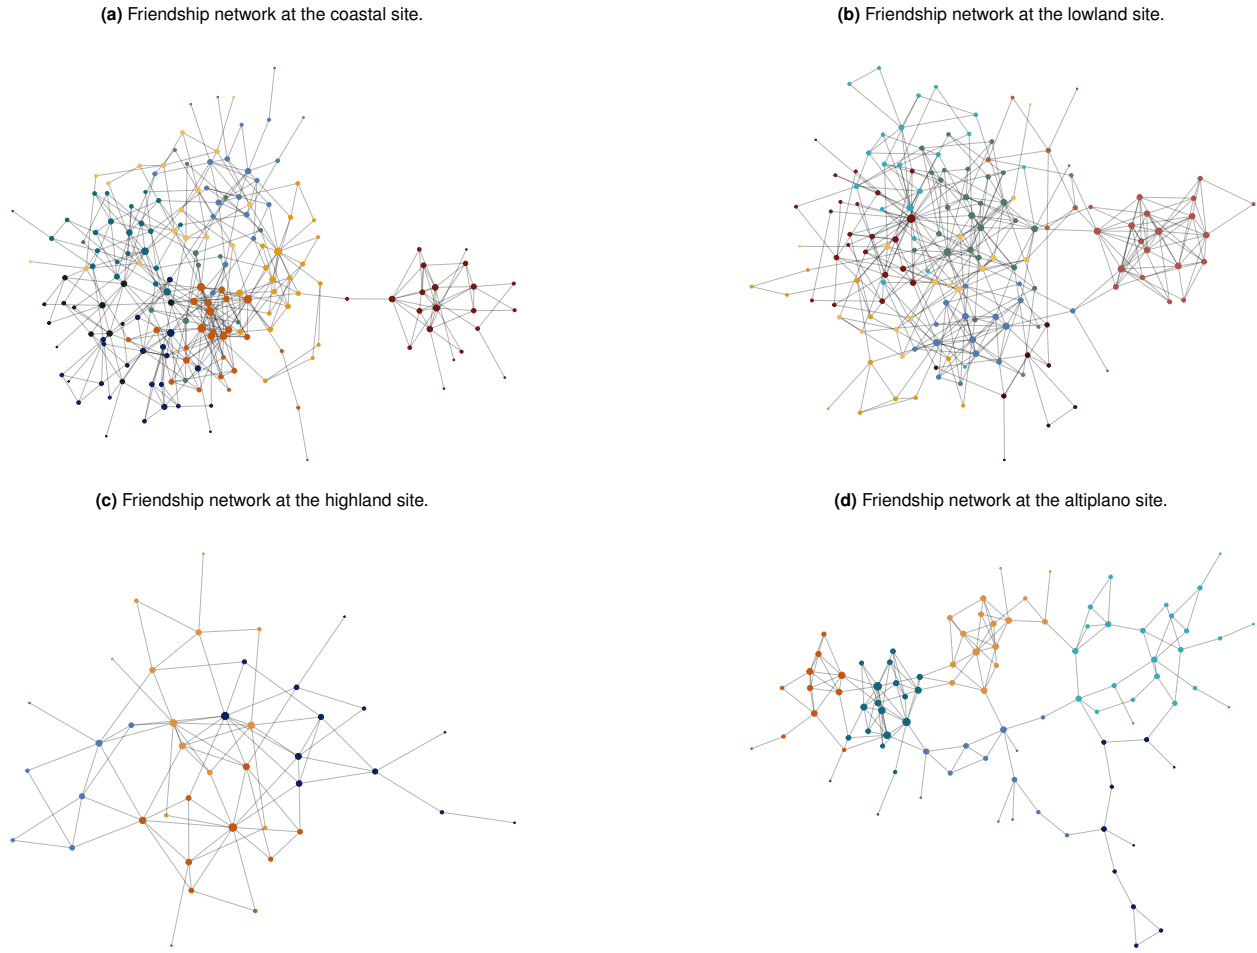 (a) Friendship network at the coastal site.
(b) Friendship network at the lowland site.
(c) Friendship network at the highland site.
(d) Friendship network at the altiplano site.